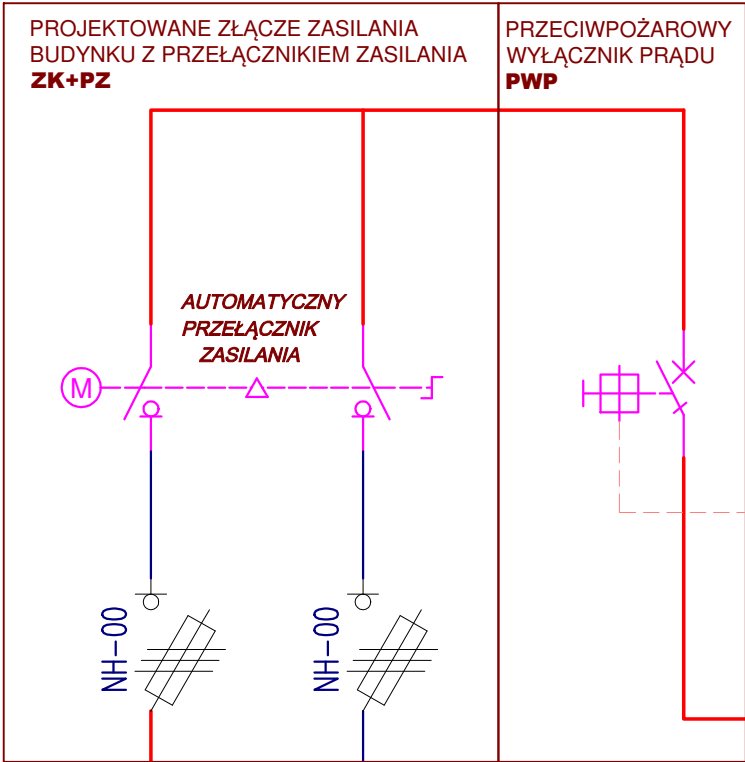 PROJEKTOWANE ZŁĄCZE ZASILANIA
BUDYNKU Z PRZEŁĄCZNIKIEM ZASILANIA
ZK+PZ
PRZECIWPOŻAROWY
WYŁĄCZNIK PRĄDU
PWP
AUTOMATYCZNY
PRZEŁĄCZNIK
ZASILANIA
M
NH-00
NH-00